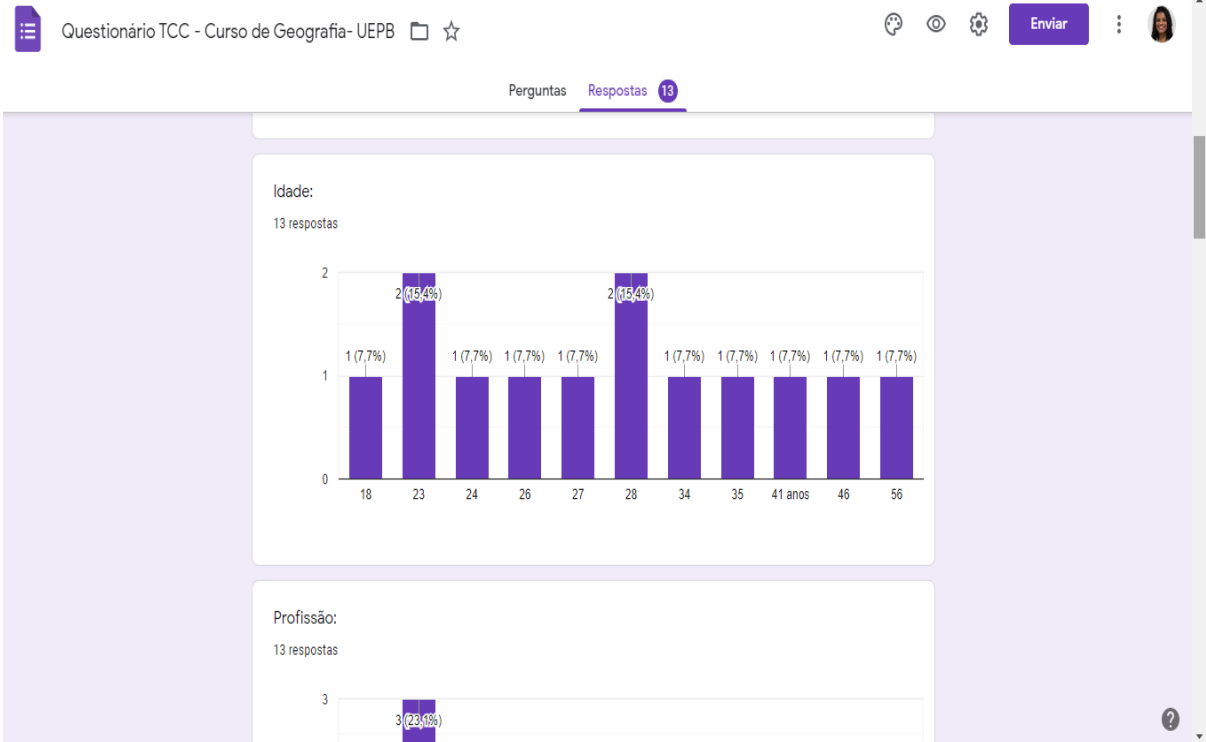 Questionário TCC - Curso de Geografia- UEPB
Enviar
Perguntas Respostas 13
Idade:
13 respostas
2
2 (15,4%) 2 (15,4%)
1 (7,7%) 1 (7,7%) 1 (7,7%) 1 (7,7%) 1 (7,7%) 1 (7,7%) 1 (7,7%) 1 (7,7%) 1 (7,7%)
1
0
18 23 24 26 27 28 34 35 41 anos 46 56
Profissão:
13 respostas
3
3 (23,1%)